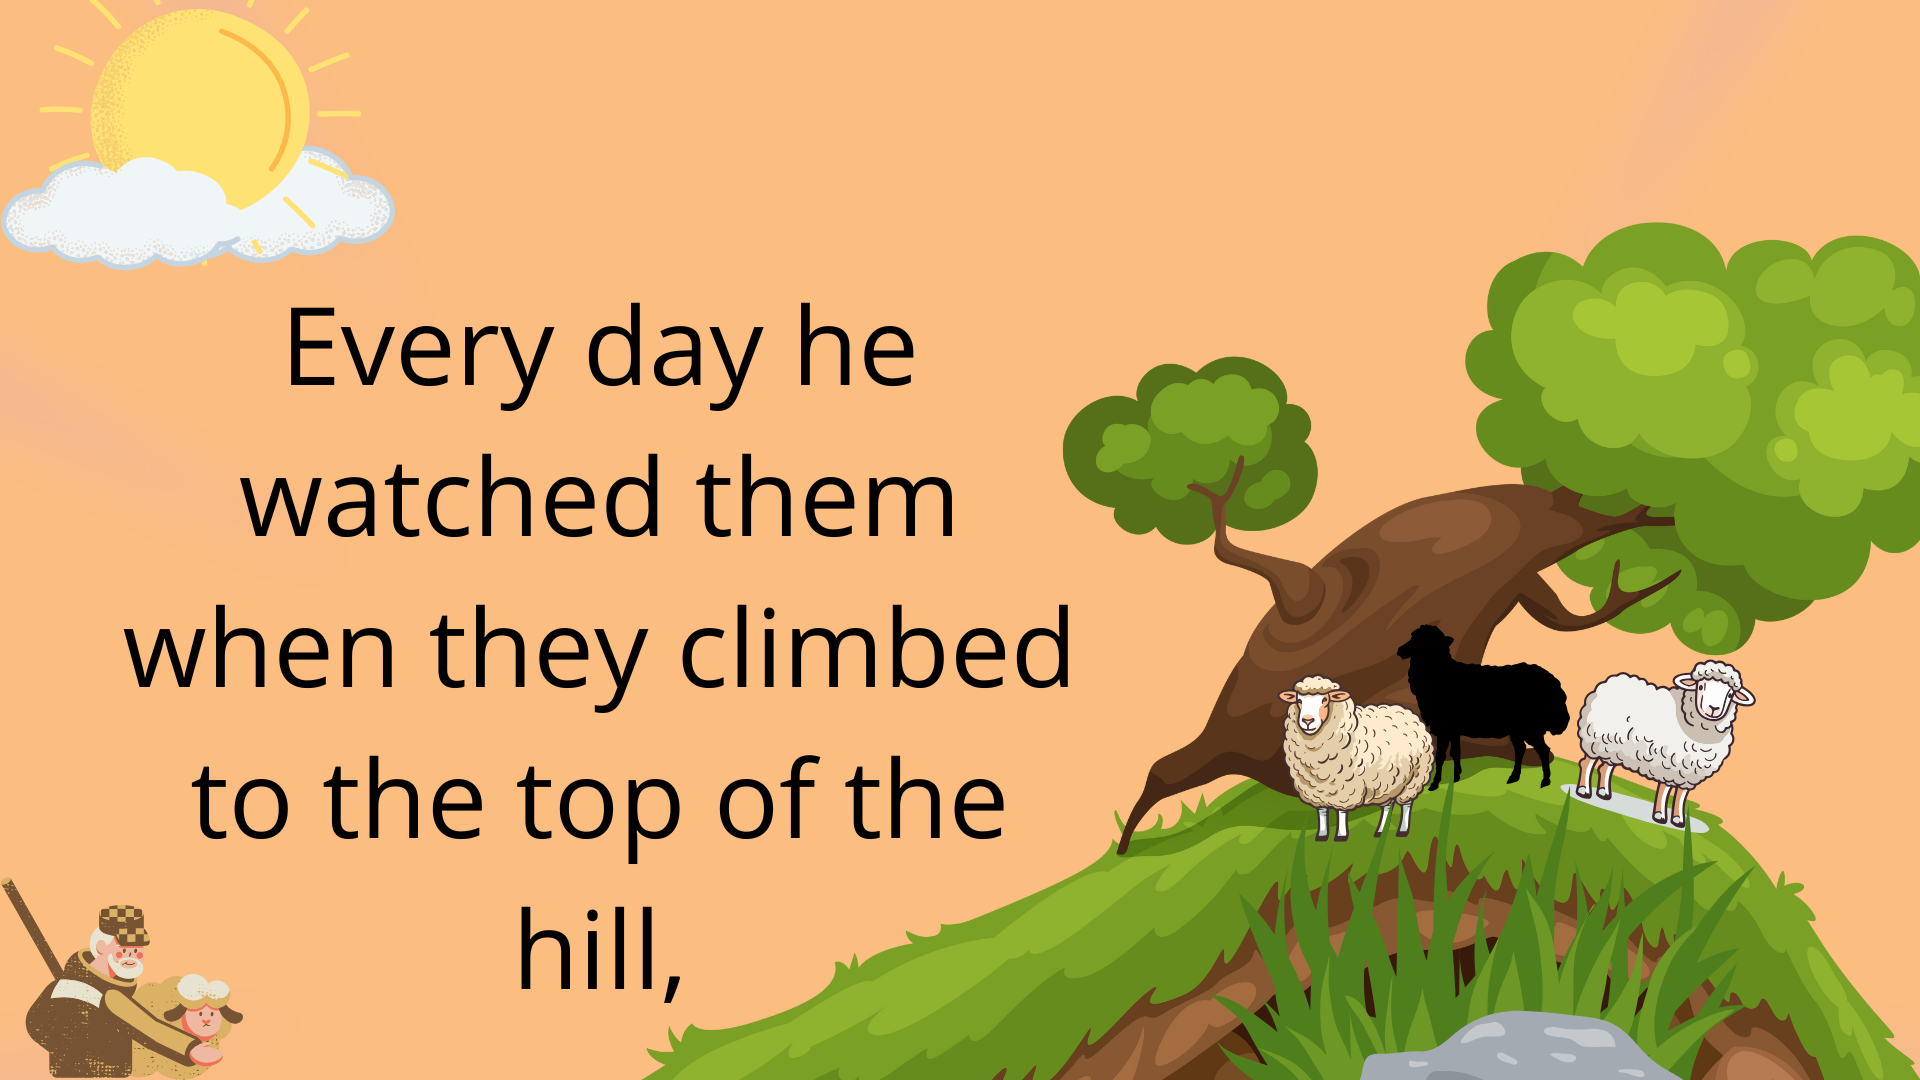 Every day he
watched them
when they climbed
to the top of the
hill,